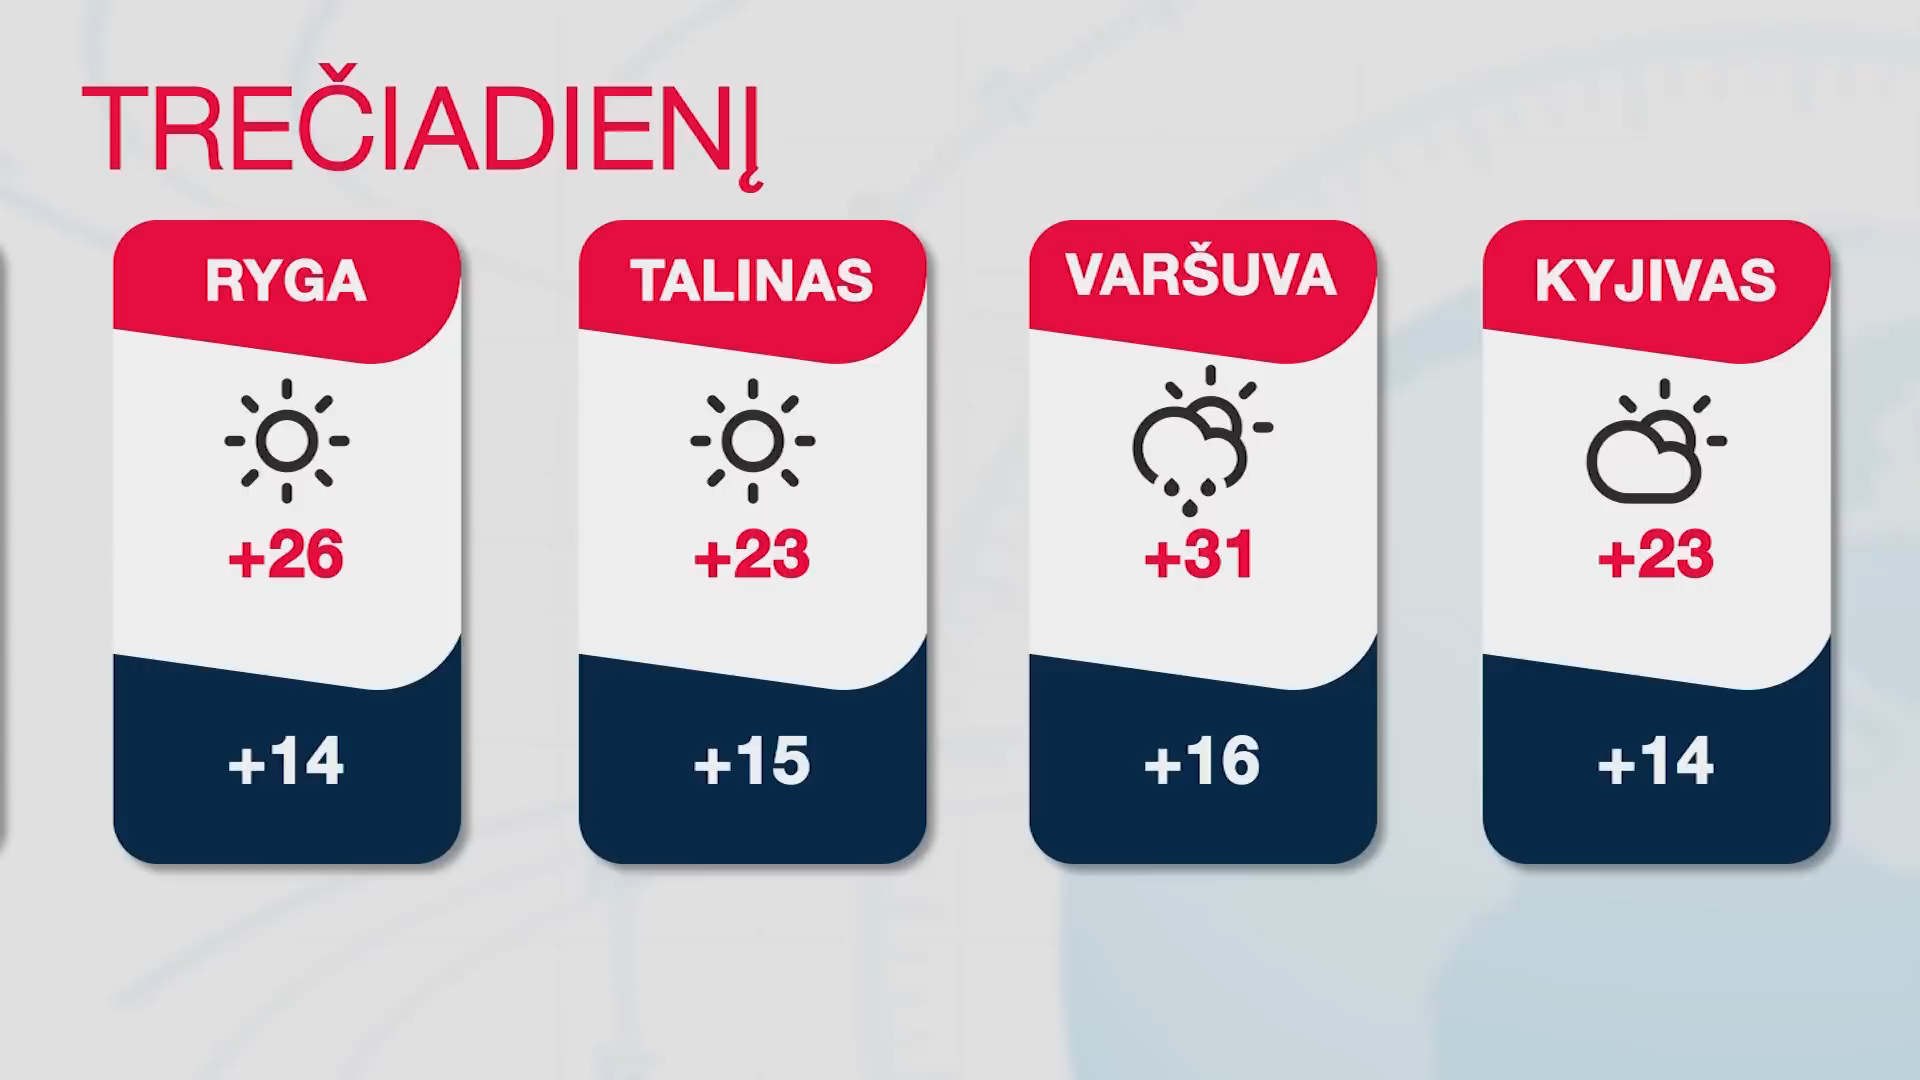 TREČIADIENĮ
RYGA
+26
+14
TALINAS
+23
+15
VARŠUVA
+31
+16
KYJIVAS
+23
+14